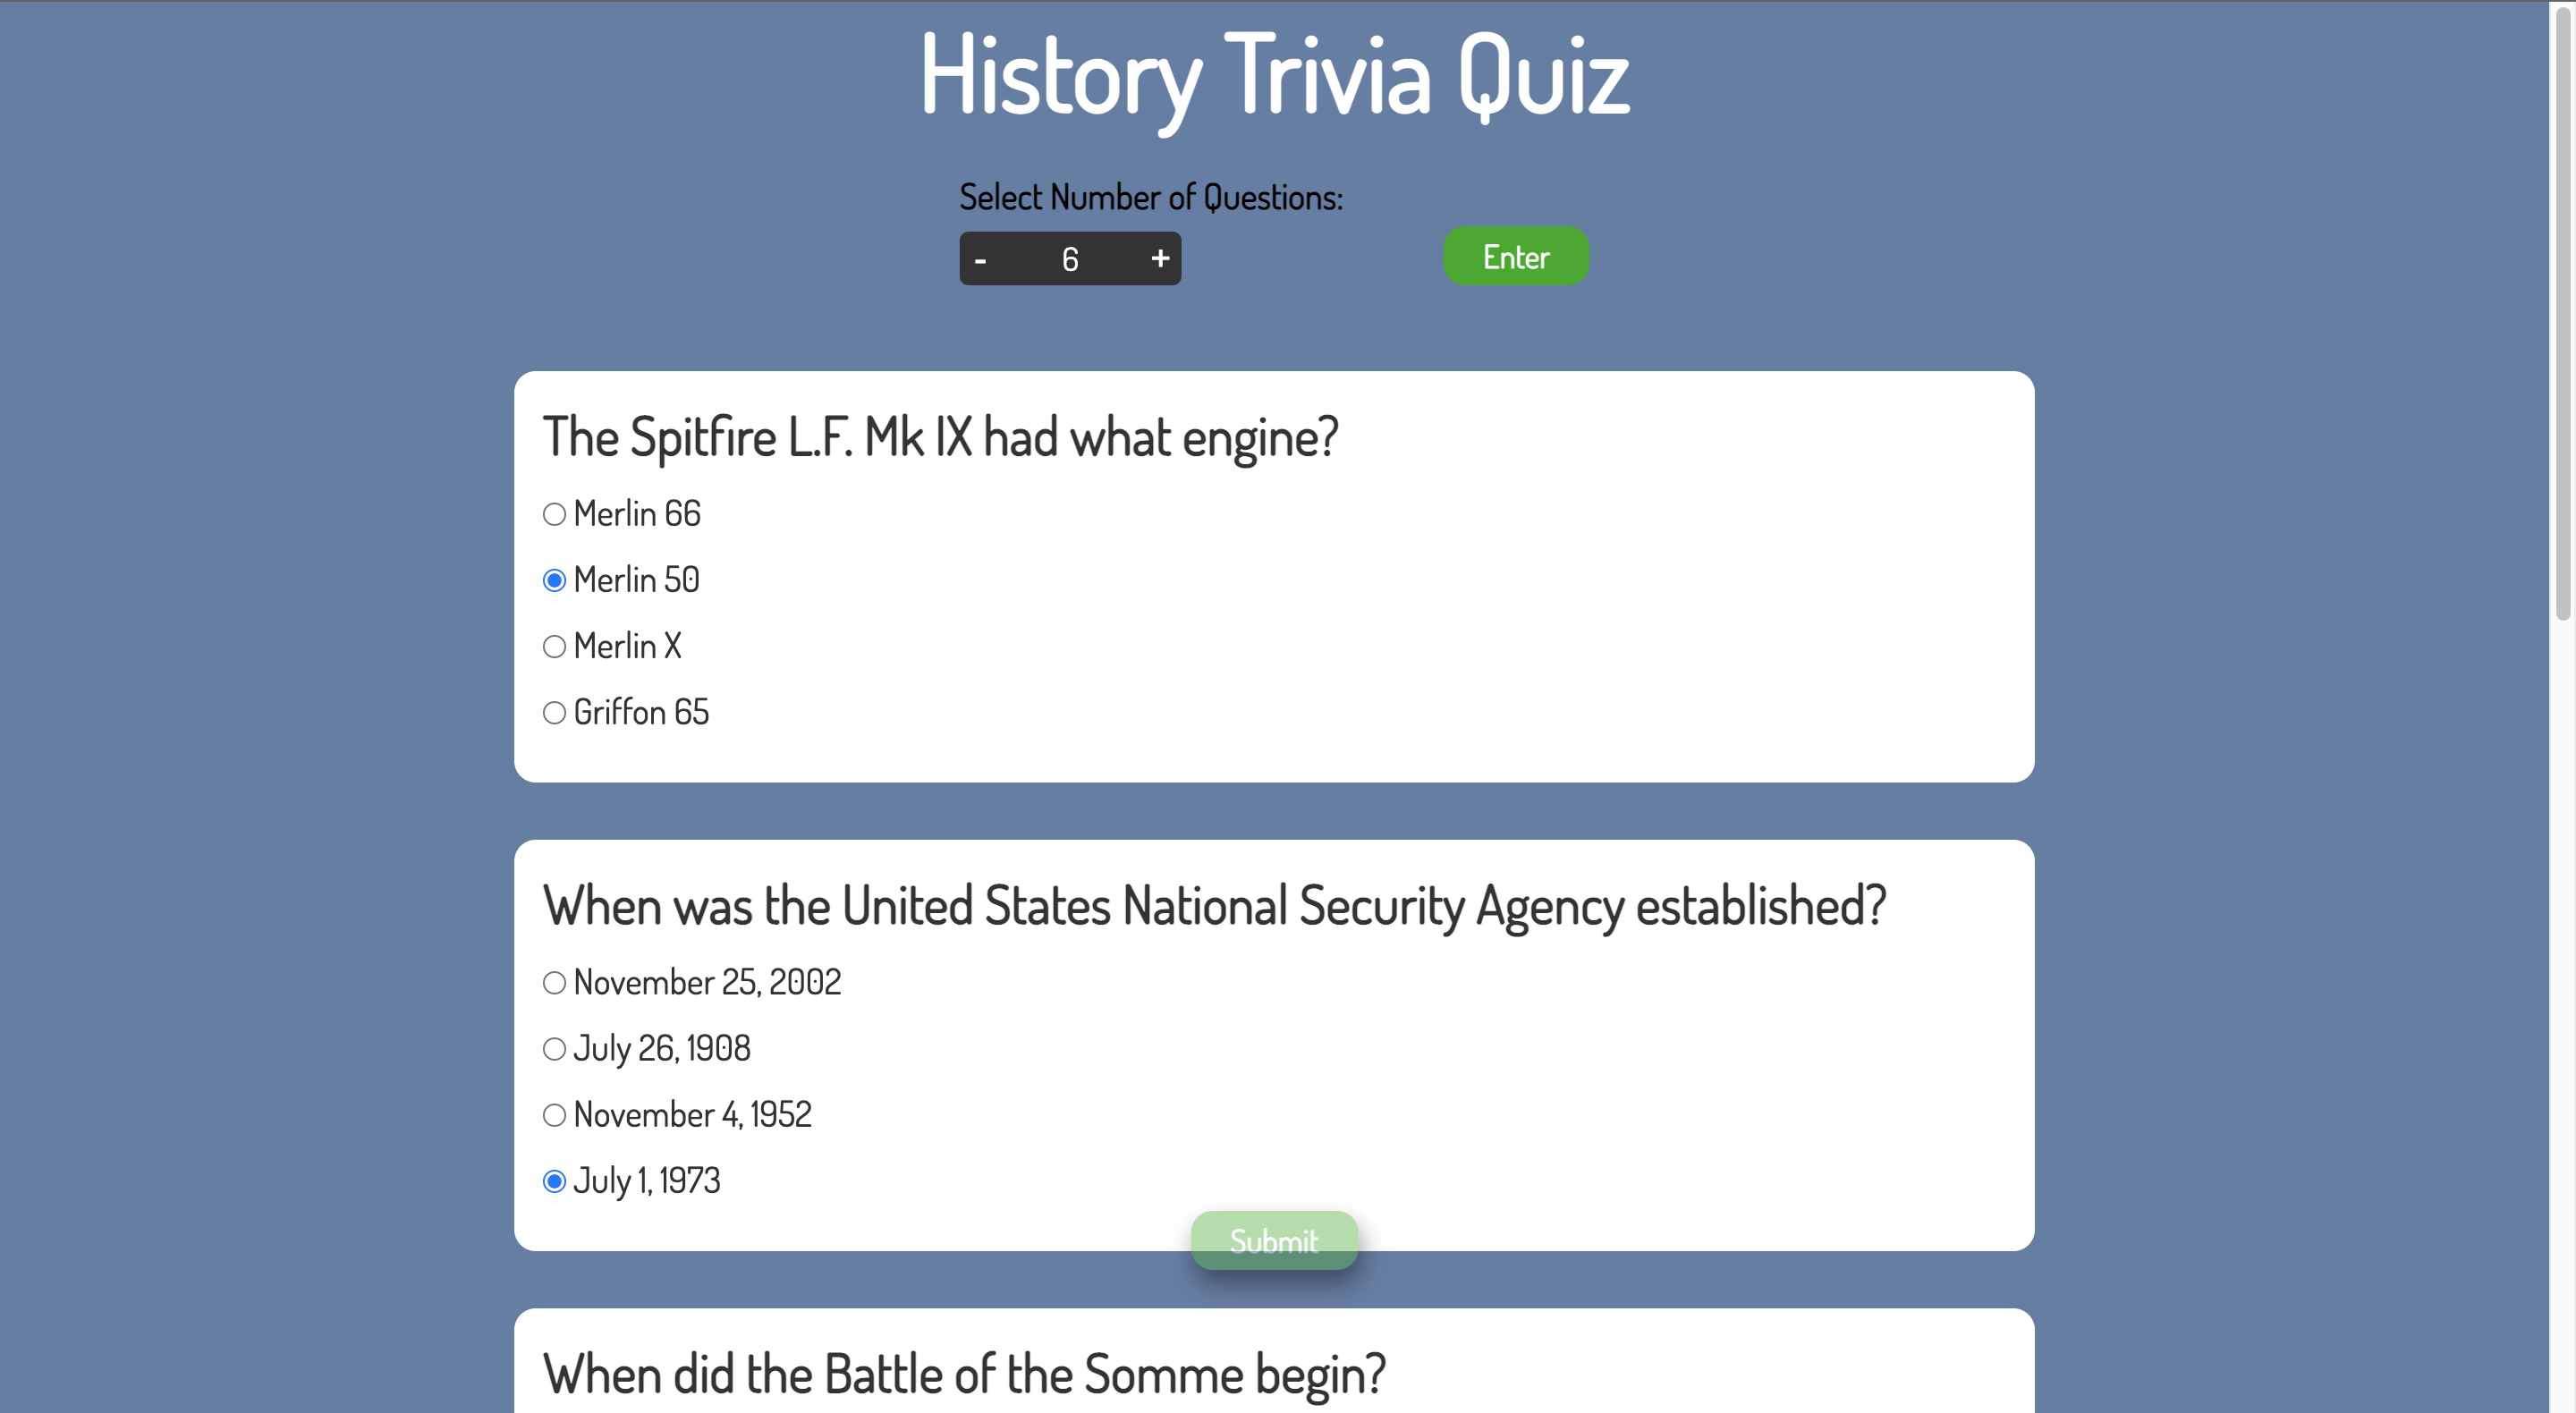 History Trivia Quiz
Select Number of Questions:
- 6 +
Enter
The Spitfire L.F. Mk IX had what engine?
Merlin 66
Merlin 50
Merlin X
Griffon 65
When was the United States National Security Agency established?
November 25, 2002
July 26, 1908
November 4, 1952
July 1, 1973
Submit
When did the Battle of the Somme begin?